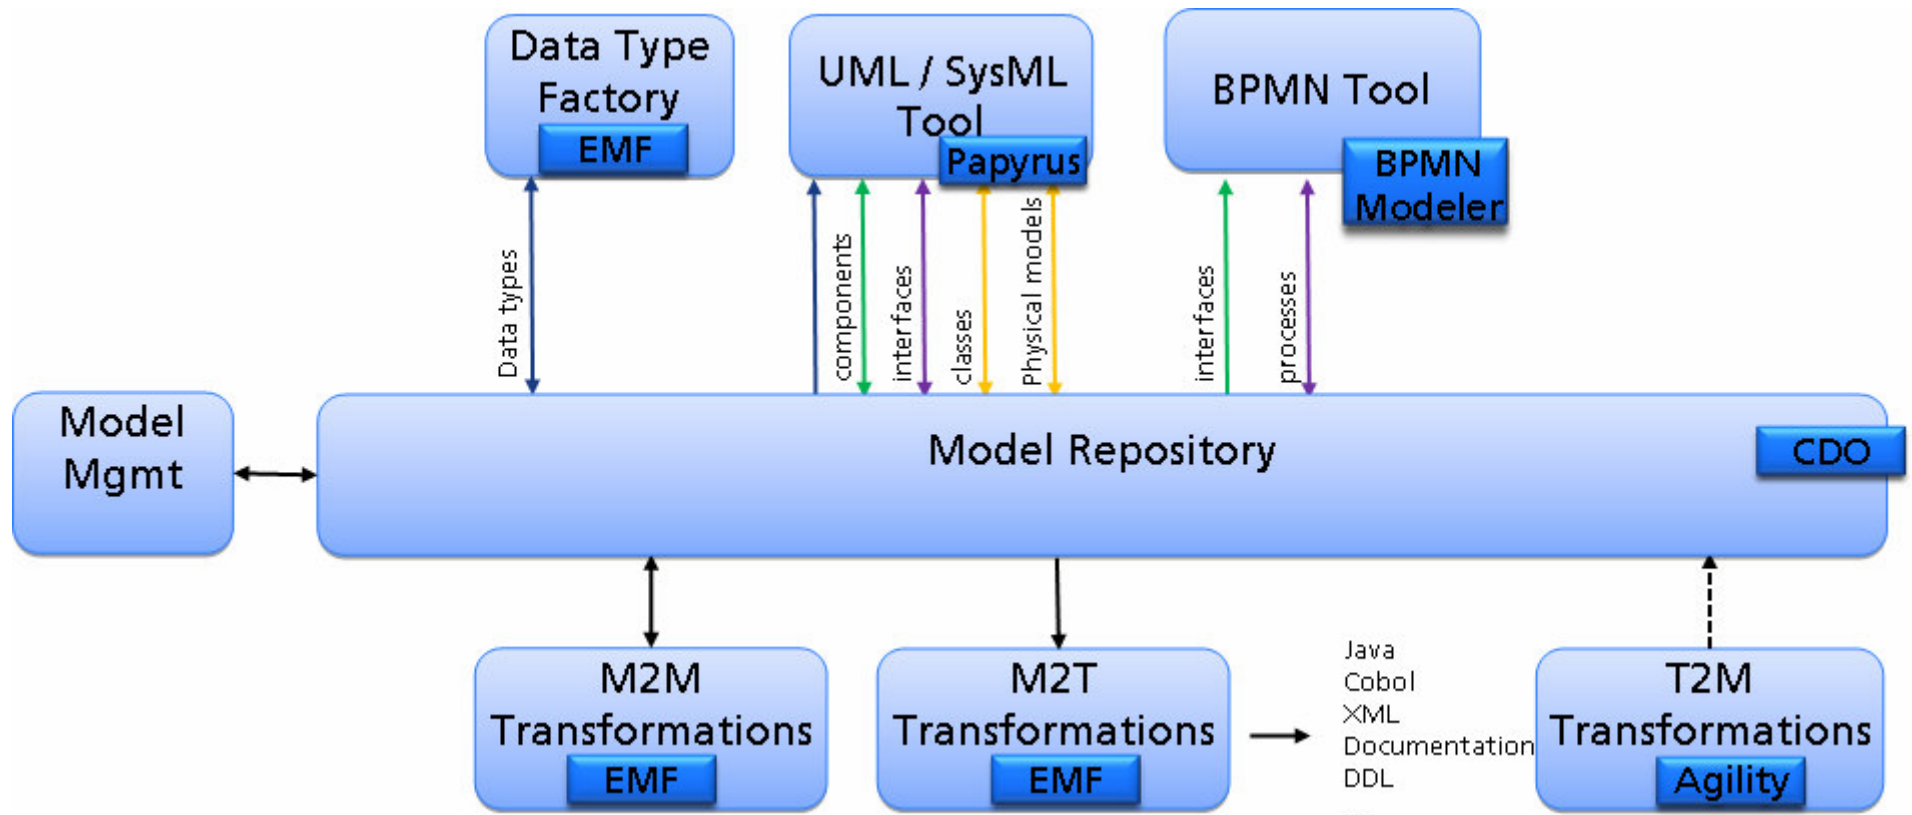 Data Type
Factory
EMF
UML / SysML
Tool
Papyrus
BPMN Tool
BPMN
Modeler
Data types
components
interfaces
classes
Physical models
interfaces
processes
Model
Mgmt
Model Repository
CDO
M2M
Transformations
EMF
M2T
Transformations
EMF
Java
Cobol
XML
Documentation
DDL
T2M
Transformations
Agility